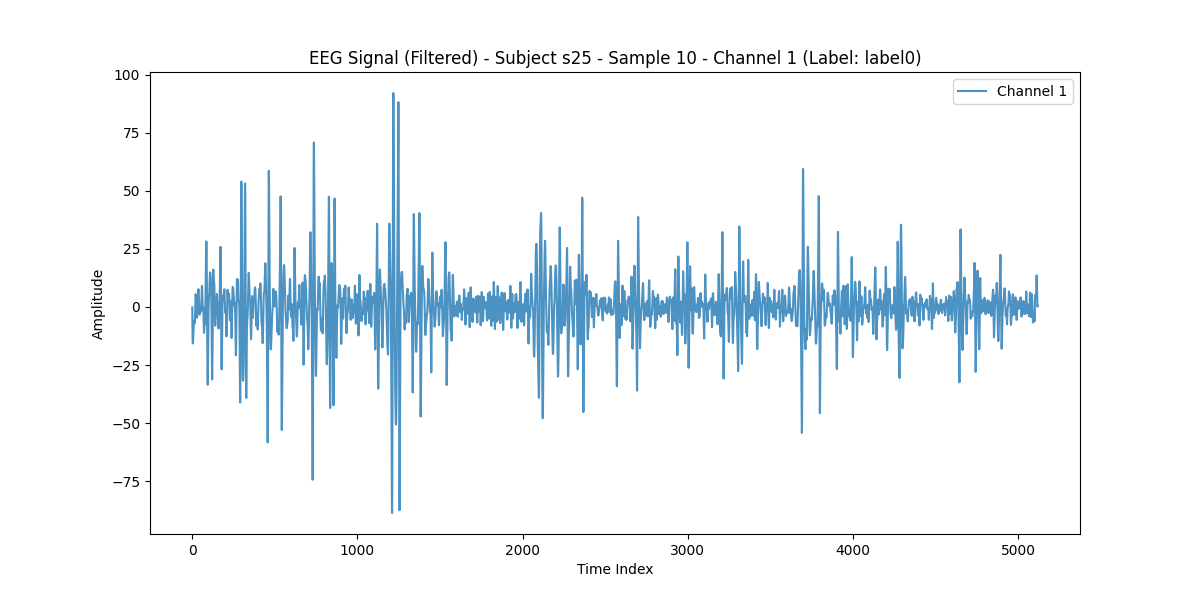 EEG Signal (Filtered) - Subject s25 - Sample 10 - Channel 1 (Label: label0)
Channel 1
100
75
50
25
0
−25
−50
−75
Amplitude
0 1000 2000 3000 4000 5000
Time Index